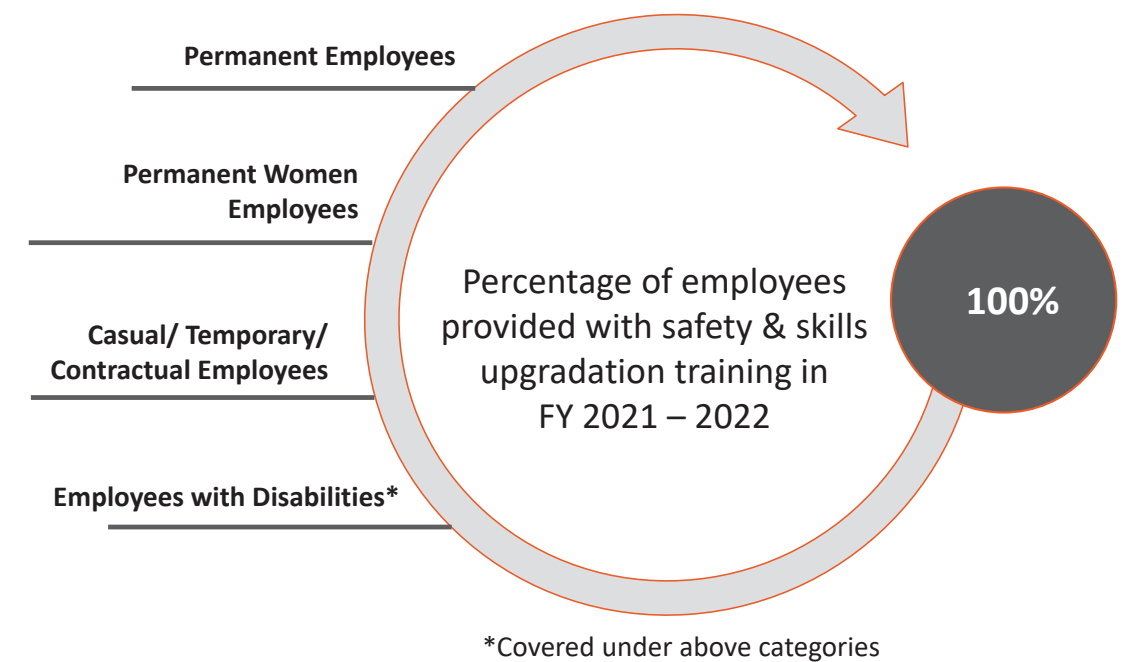 Permanent Employees
Permanent Women
Employees
Casual/ Temporary/
Contractual Employees
Employees with Disabilities*
Percentage of employees
provided with safety & skills
upgradation training in
FY 2021 – 2022
100%
*Covered under above categories